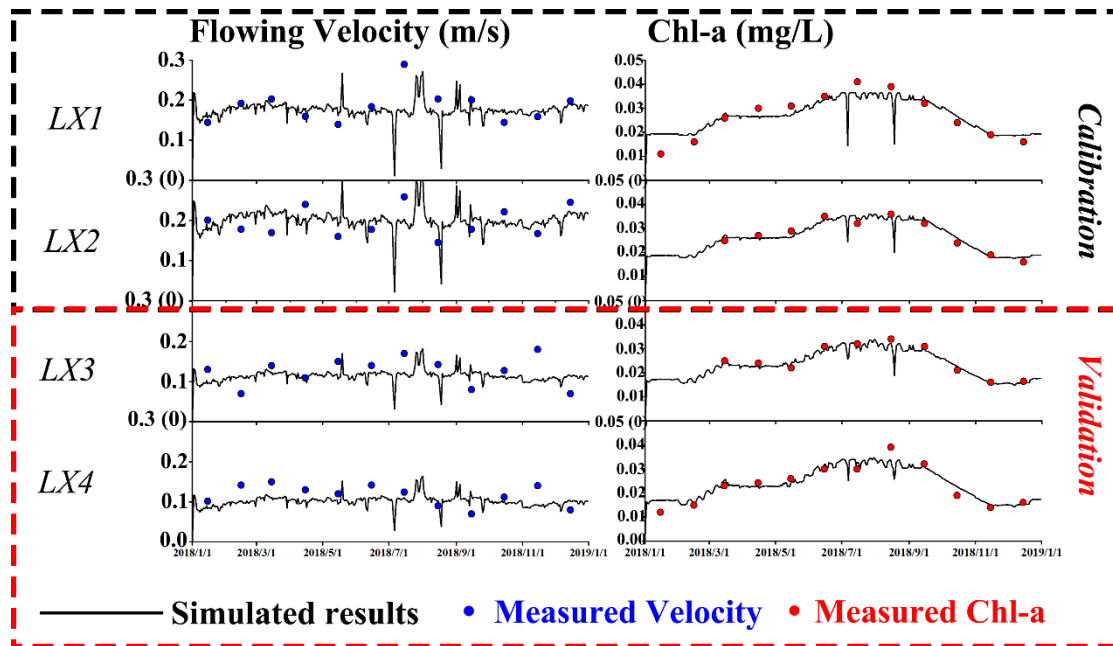 Flowing Velocity (m/s) Chl-a (mg/L)
0.3 0.05
LX1 0.2 0.04
0.03
0.02
0.1 0.01
0.3 (0) 0.05 (0
Calibration
LX2 0.2 0.04
0.03
0.02
0.1 0.01
0.3 (0) 0.05 (0
LX3 0.2 0.04
0.03
0.02
0.1 0.01
0.3 (0) 0.05 (0
Validation
LX4 0.2 0.04
0.03
0.02
0.1 0.01
0.0 0.00
2018/1/1 2018/3/1 2018/5/1 2018/7/1 2018/9/1 2018/11/1 2019/1/1 2018/1/1 2018/3/1 2018/5/1 2018/7/1 2018/9/1 2018/11/1 2019/1/1
Simulated results Measured Velocity Measured Chl-a